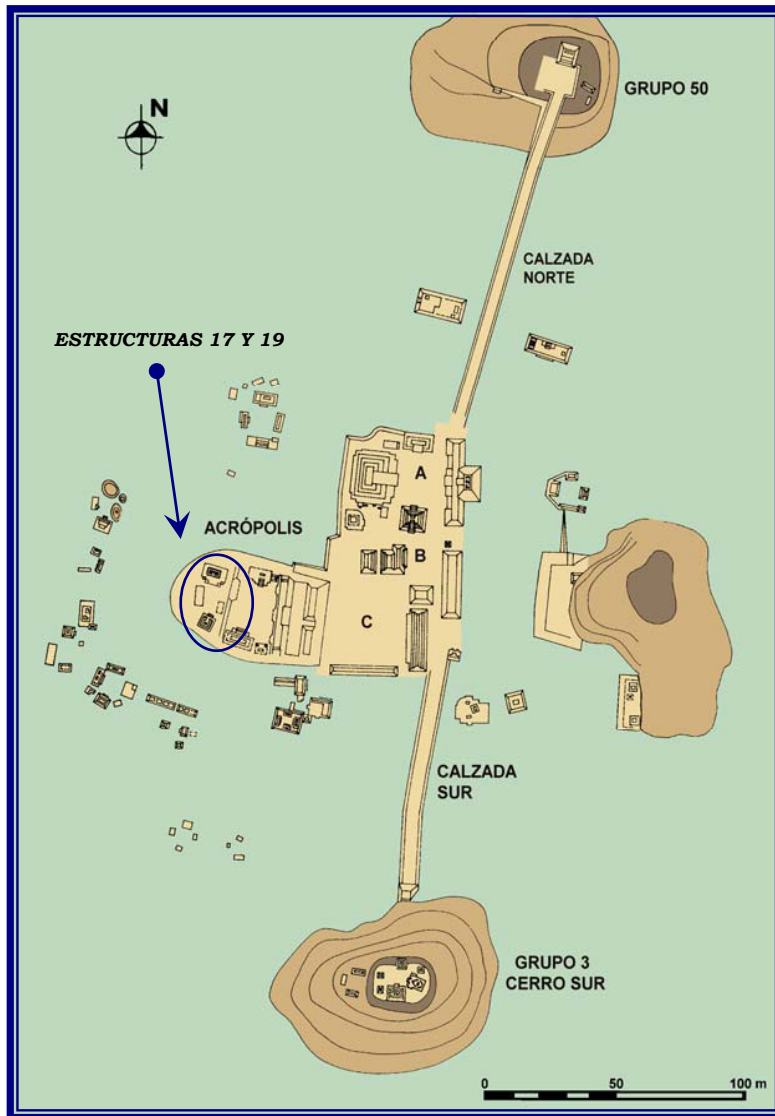 GRUPO 50
N
CALZADA
NORTE
ESTRUCTURAS 17 Y 19
A
ACRÓPOLIS
B
C
CALZADA
SUR
GRUPO 3
CERRO SUR
0 50 100 m